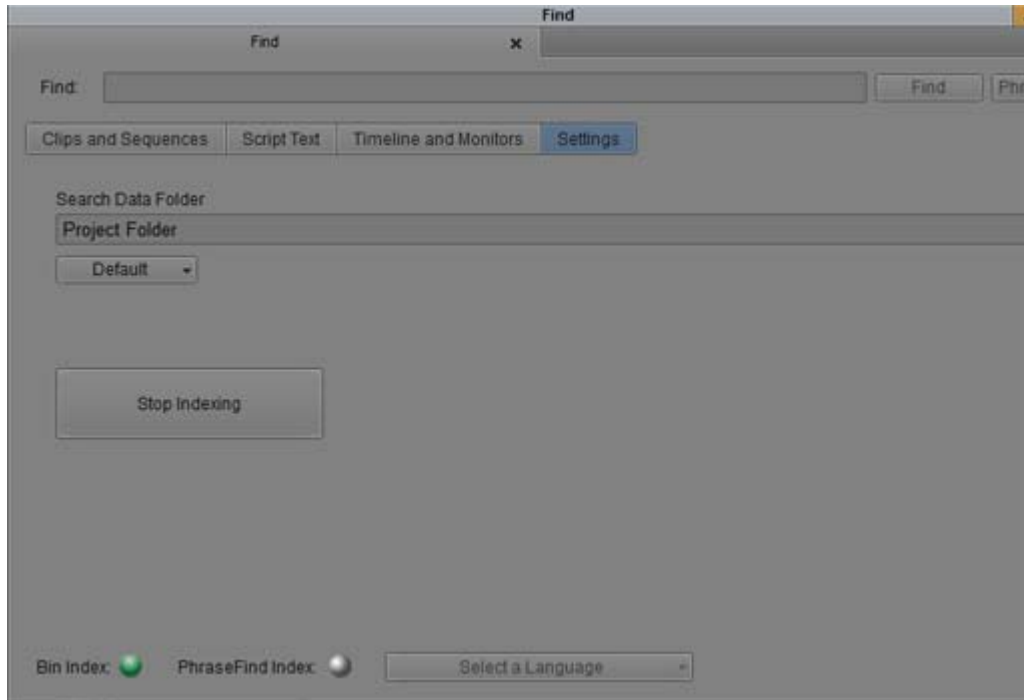 Find
Find
Find: Find
Clips and Sequences Script Text Timeline and Monitors Settings
Search Data Folder
Project Folder
Default
Stop Indexing
Bin Index: PhraseFind Index: Select a Language